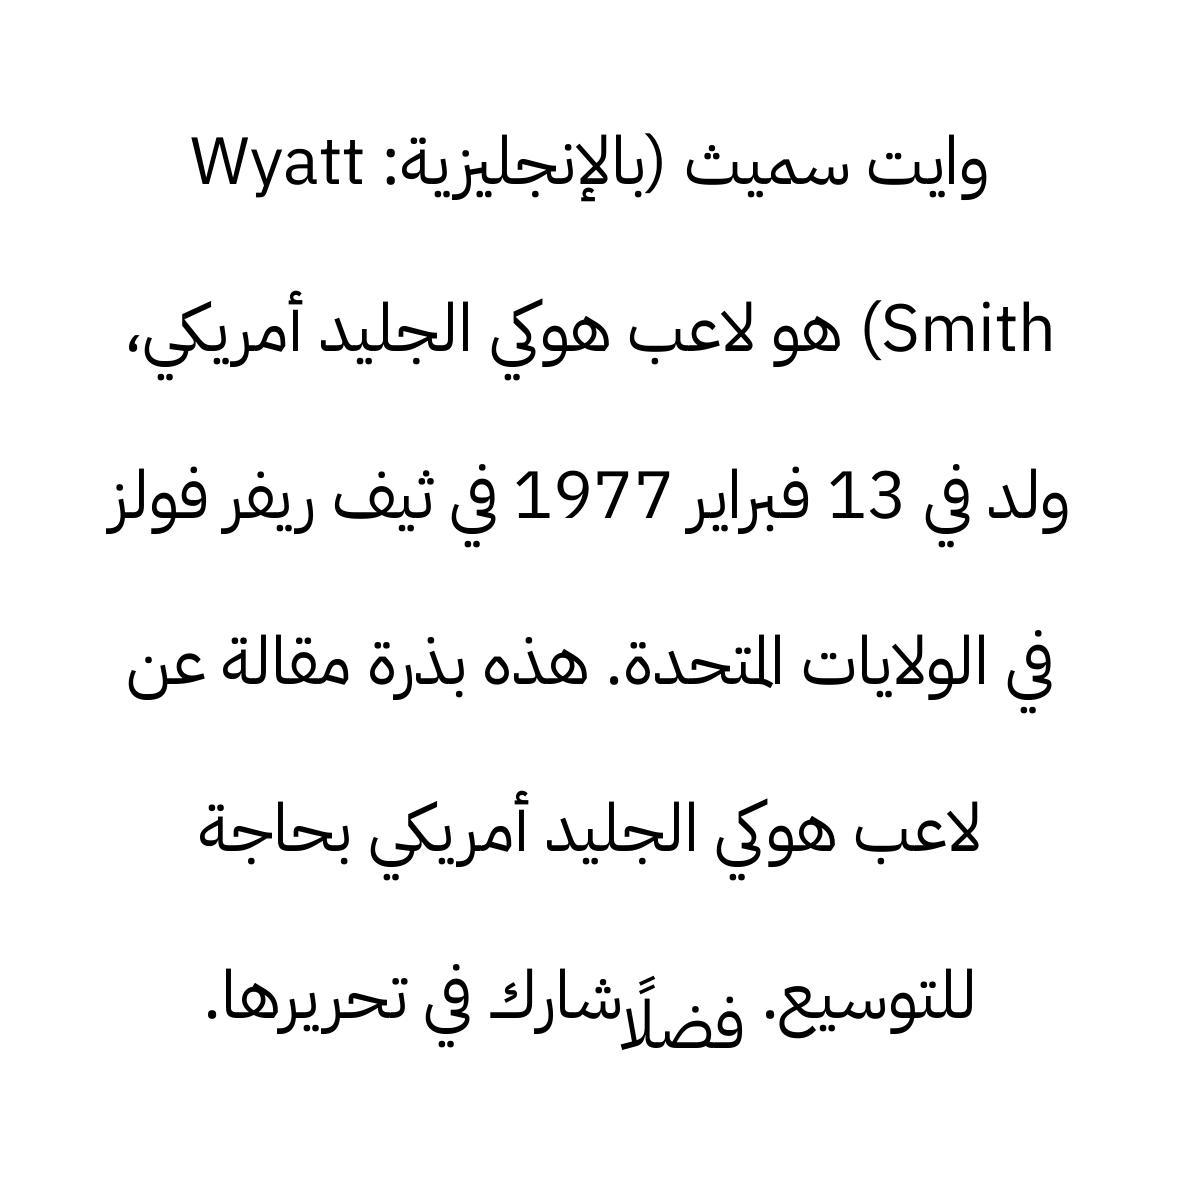 وايت سميث (بالإنجليزية: Wyatt
Smith) هو لاعب هوكي الجليد أمريكي،
ولد في 13 فبراير 1977 في ثيف ريفر فولز
في الولايات المتحدة. هذه بذرة مقالة عن
لاعب هوكي الجليد أمريكي بحاجة
للتوسيع. فضلًا شارك في تحريرها.